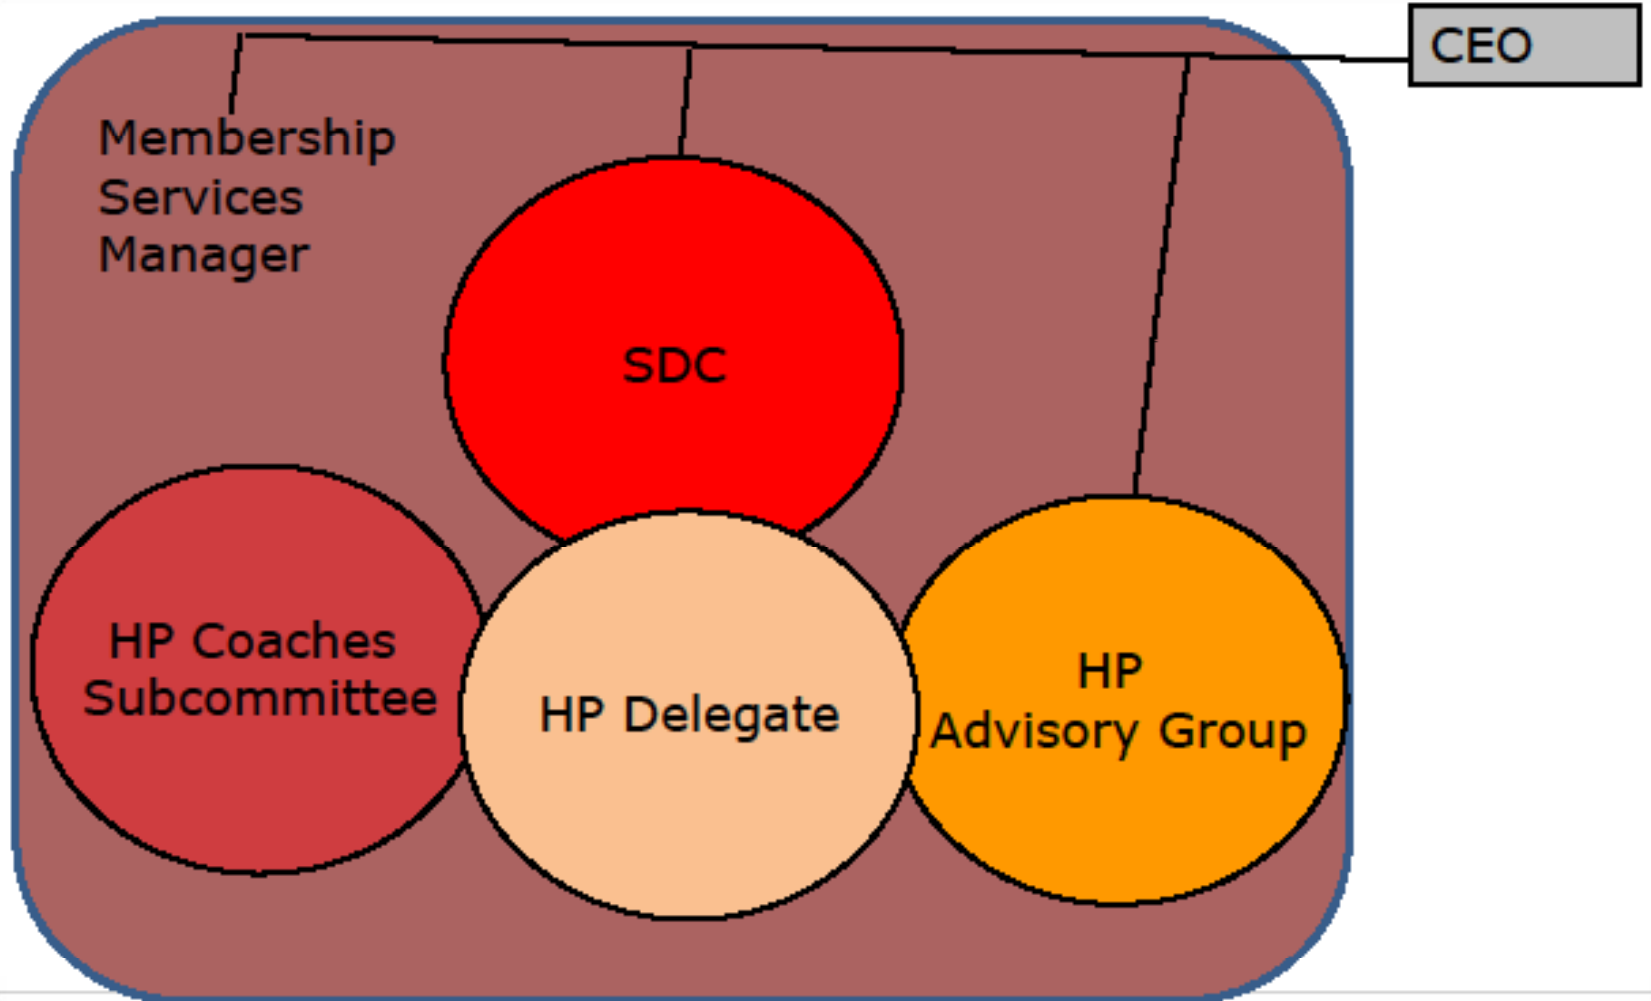 CEO
Membership
Services
Manager
SDC
HP Coaches
Subcommittee
HP Delegate
HP
Advisory Group